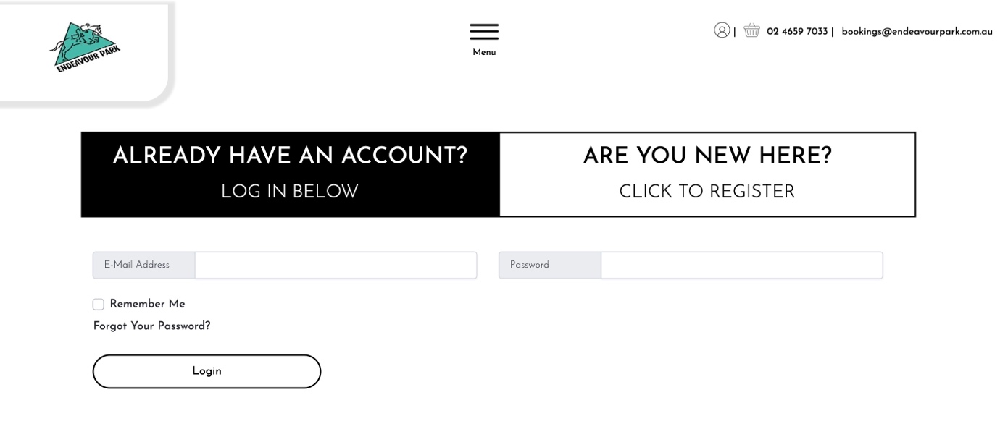 ENDEAVOUR PARK
Menu
| 02 4659 7033 | bookings@endeavourpark.com.au
ALREADY HAVE AN ACCOUNT?
LOG IN BELOW
ARE YOU NEW HERE?
CLICK TO REGISTER
E-Mail Address
Password
Remember Me
Forgot Your Password?
Login